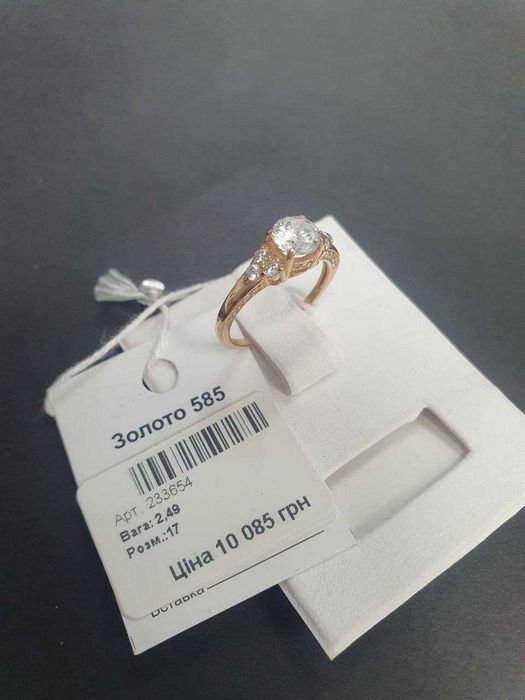 Золото 585
Арт. 233654
Вага: 2,49
Розм.:17
Ціна 10 085 грн
Вставка